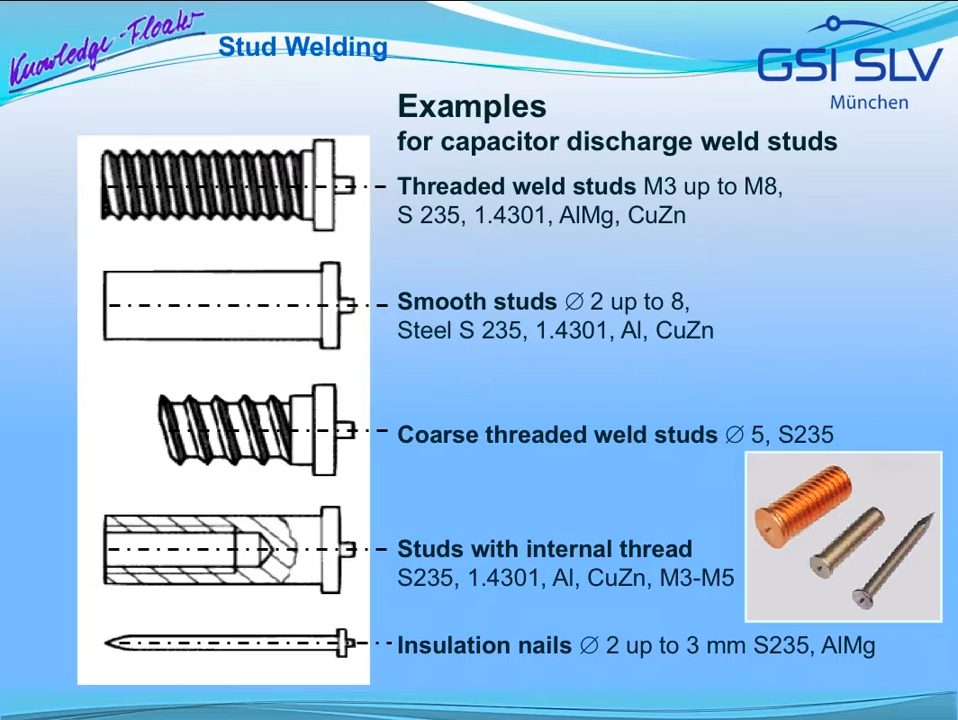 Knowledge-Floater
Stud Welding
GSI SLV
München
Examples
for capacitor discharge weld studs
Threaded weld studs M3 up to M8,
S 235, 1.4301, AlMg, CuZn
Smooth studs ∅ 2 up to 8,
Steel S 235, 1.4301, Al, CuZn
Coarse threaded weld studs ∅ 5, S235
Studs with internal thread
S235, 1.4301, Al, CuZn, M3-M5
Insulation nails ∅ 2 up to 3 mm S235, AlMg